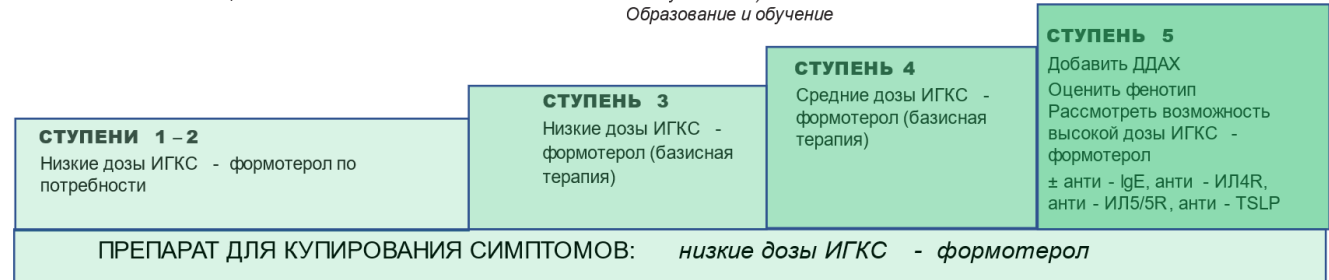 Образование и обучение
СТУПЕНИ 1 – 2
Низкие дозы ИГКС - формотерол по
потребности
СТУПЕНЬ 3
Низкие дозы ИГКС -
формотерол (базисная
терапия)
СТУПЕНЬ 4
Средние дозы ИГКС -
формотерол (базисная
терапия)
СТУПЕНЬ 5
Добавить ДДАХ
Оценить фенотип
Рассмотреть возможность
высокой дозы ИГКС -
формотерол
± анти - IgE, анти - ИЛ4R,
анти - ИЛ5/5R, анти - TSLP
ПРЕПАРАТ ДЛЯ КУПИРОВАНИЯ СИМПТОМОВ: низкие дозы ИГКС - формотерол